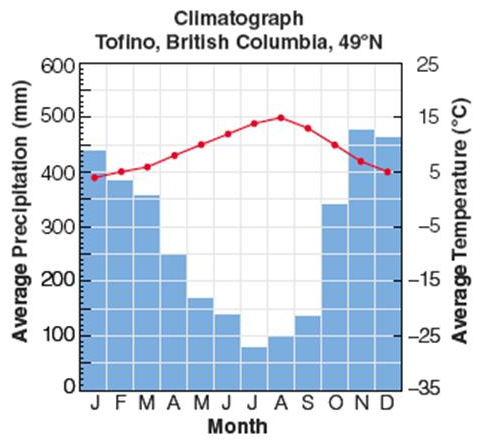 Climatograph
Tofino, British Columbia, 49°N
Average Precipitation (mm)
600
500
400
300
200
100
0
25
15
5
–5
–15
–25
–35
Average Temperature (°C)
J F M A M J J A S O N D
Month